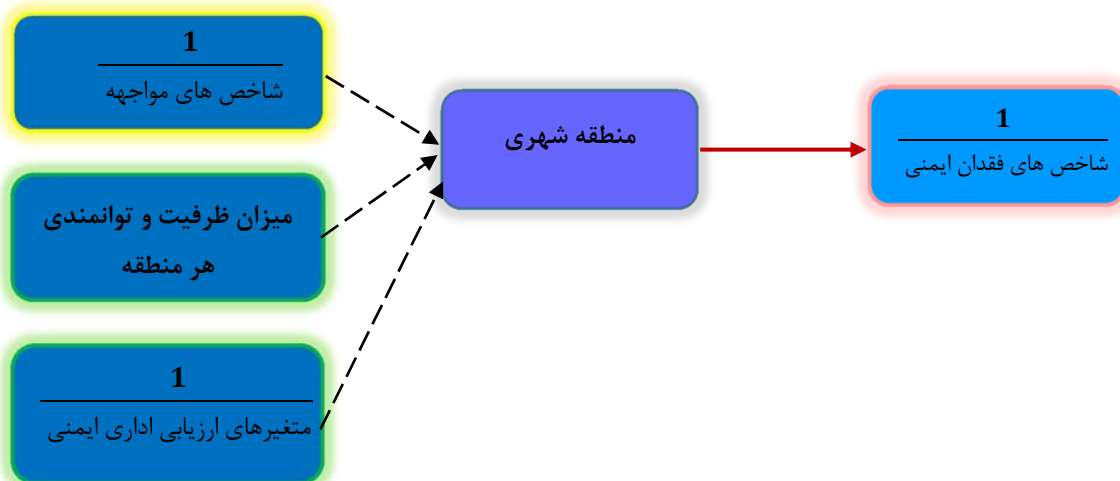 1
شاخص های مواجهه
میزان ظرفیت و توانمندی
هر منطقه
1
متغیرهای ارزیابی اداری ایمنی
منطقه شهری
1
شاخص های فقدان ایمنی